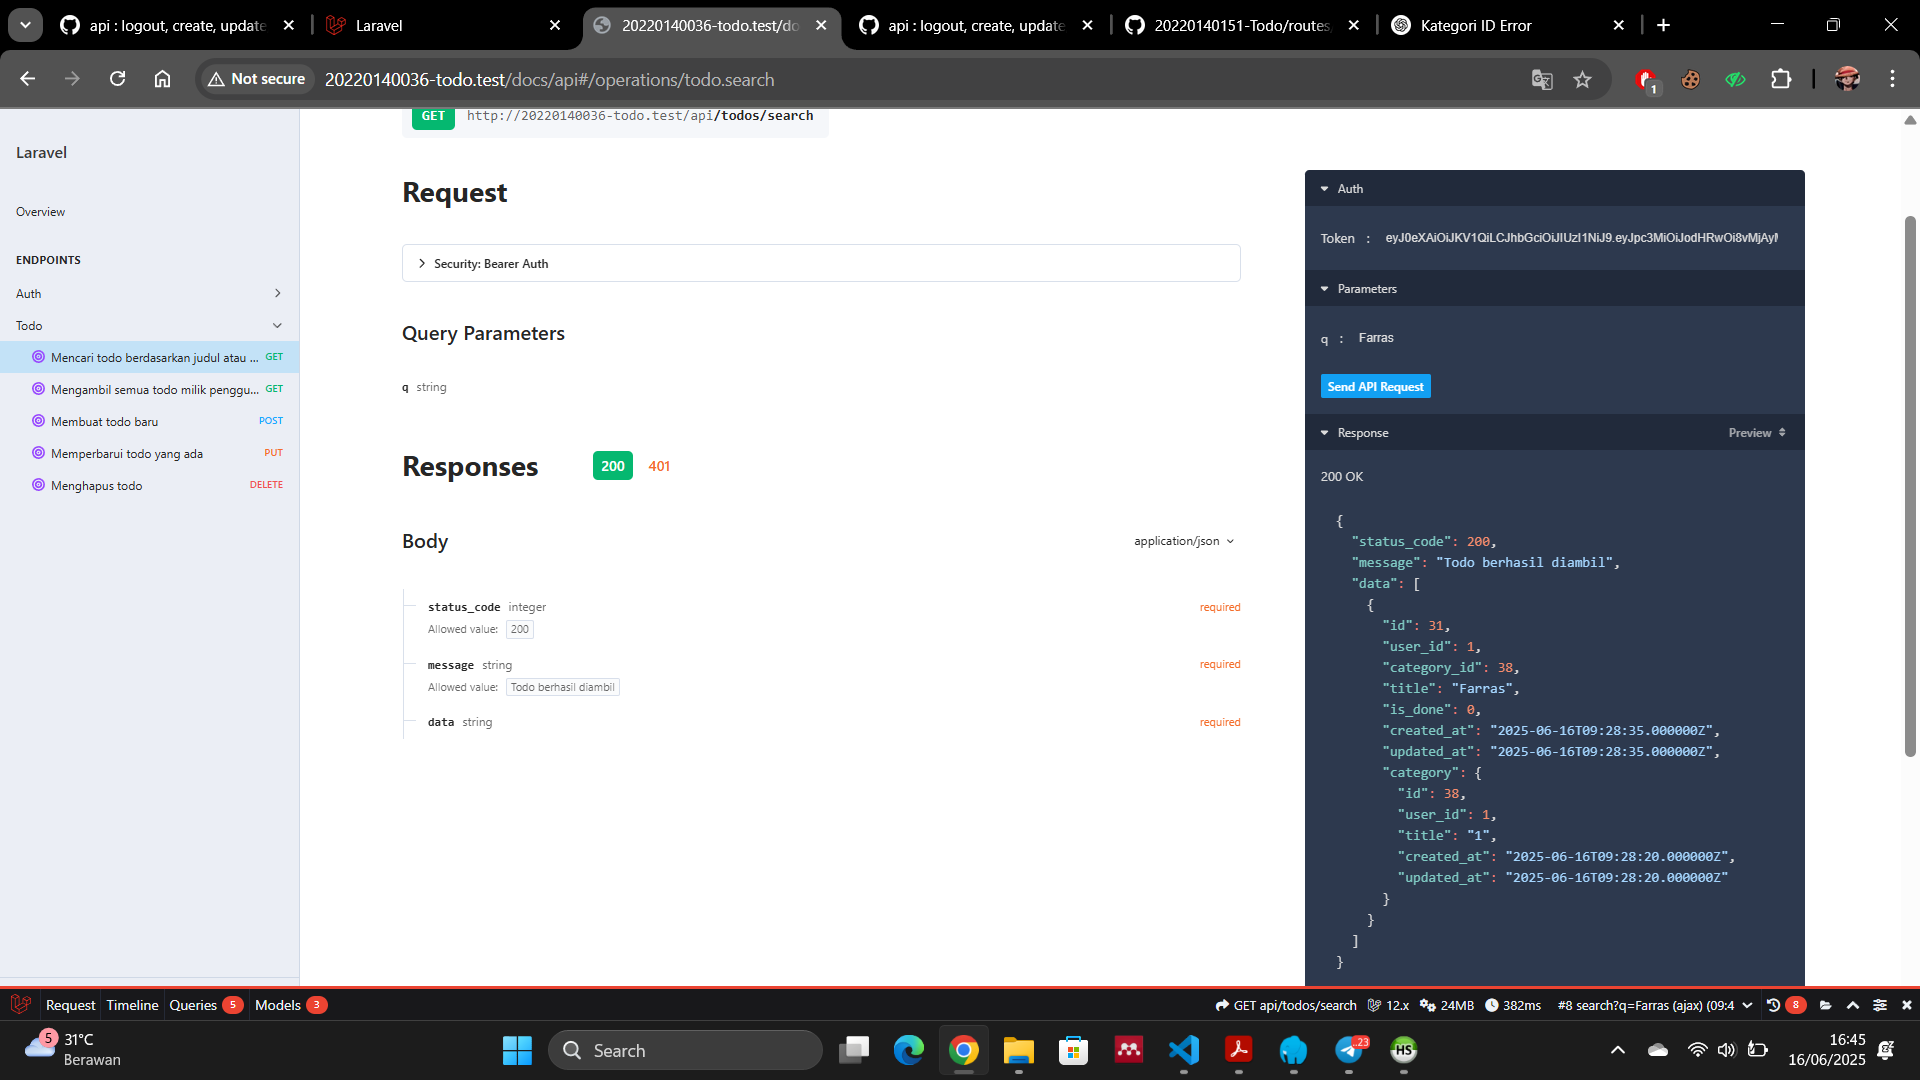 api : logout, create, update
Laravel
20220140036-todo.test/do
api : logout, create, update
20220140151-Todo/routes,
Kategori ID Error
Not secure
20220140036-todo.test/docs/api#/operations/todo.search
1
Laravel
Overview
ENDPOINTS
Auth
Todo
Mencari todo berdasarkan judul atau ... GET
Mengambil semua todo milik penggu... GET
Membuat todo baru POST
Memperbarui todo yang ada PUT
Menghapus todo DELETE
GET http://20220140036-todo.test/api/todos/search
Request
Security: Bearer Auth
Query Parameters
q string
Responses 200 401
Body application/json
status_code integer required
Allowed value: 200
message string required
Allowed value: Todo berhasil diambil
data string required
Auth
Token : eyJ0eXAiOiJKV1QiLCJhbGciOiJIUzI1NiJ9.eyJpc3MiOiJodHRwOi8vMjAyM
Parameters
q : Farras
Send API Request
Response Preview
200 OK
{
"status_code": 200,
"message": "Todo berhasil diambil",
"data": [
{
"id": 31,
"user_id": 1,
"category_id": 38,
"title": "Farras",
"is_done": 0,
"created_at": "2025-06-16T09:28:35.000000Z",
"updated_at": "2025-06-16T09:28:35.000000Z",
"category": {
"id": 38,
"user_id": 1,
"title": "1",
"created_at": "2025-06-16T09:28:20.000000Z",
"updated_at": "2025-06-16T09:28:20.000000Z"
}
}
]
}
Request Timeline Queries 5 Models 3
GET api/todos/search 12.x 24MB 382ms #8 search?q=Farras (ajax) (09:4 8
5
31°C
Berawan
Search
23
HS
16:45
16/06/2025